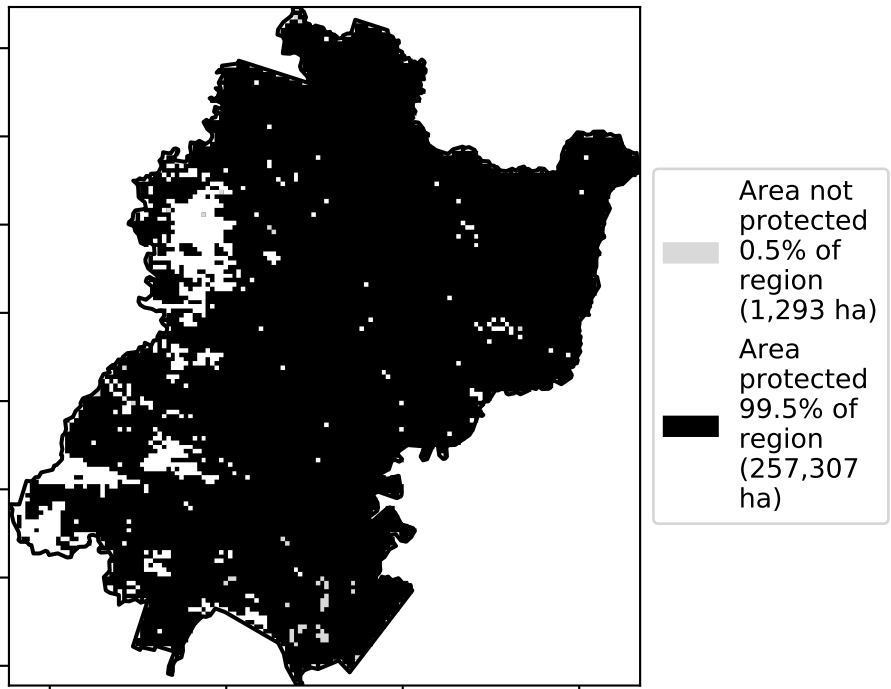 Area not
protected
0.5% of
region
(1,293 ha)
Area
protected
99.5% of
region
(257,307
ha)